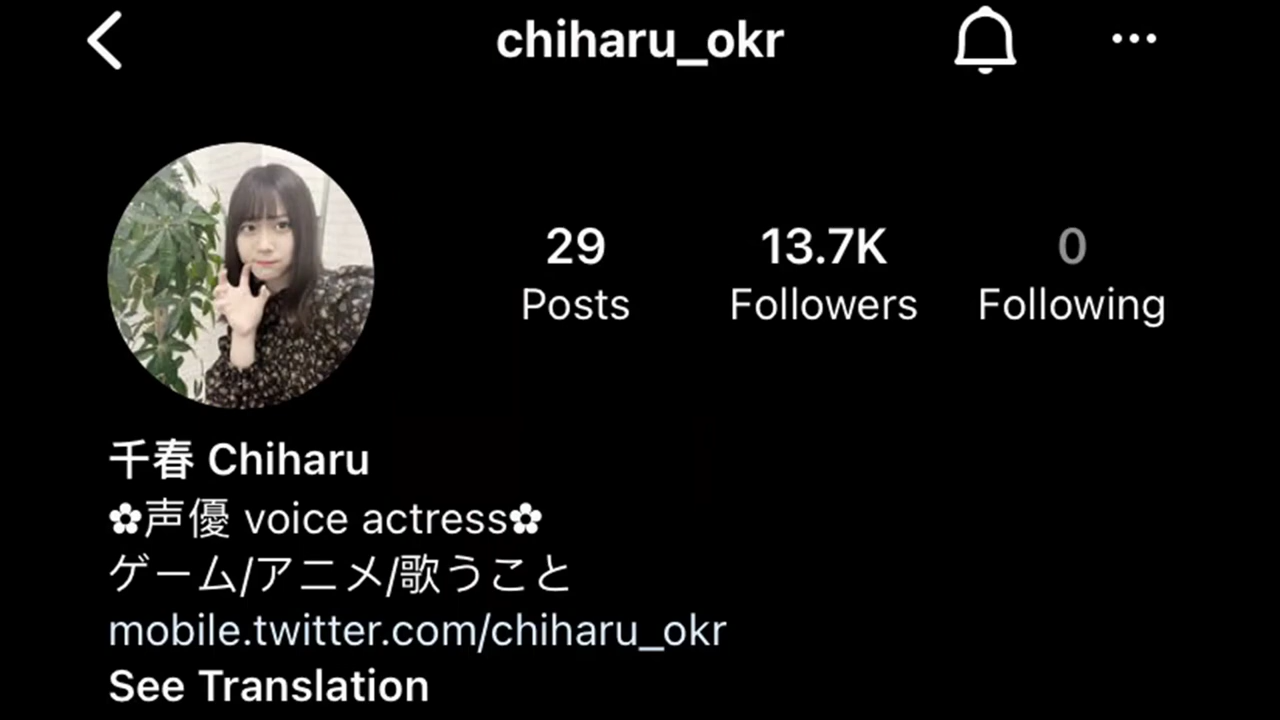 chiharu_okr
29 13.7K 0
Posts Followers Following
千春 Chiharu
✿声優 voice actress✿
ゲーム/アニメ/歌うこと
mobile.twitter.com/chiharu_okr
See Translation